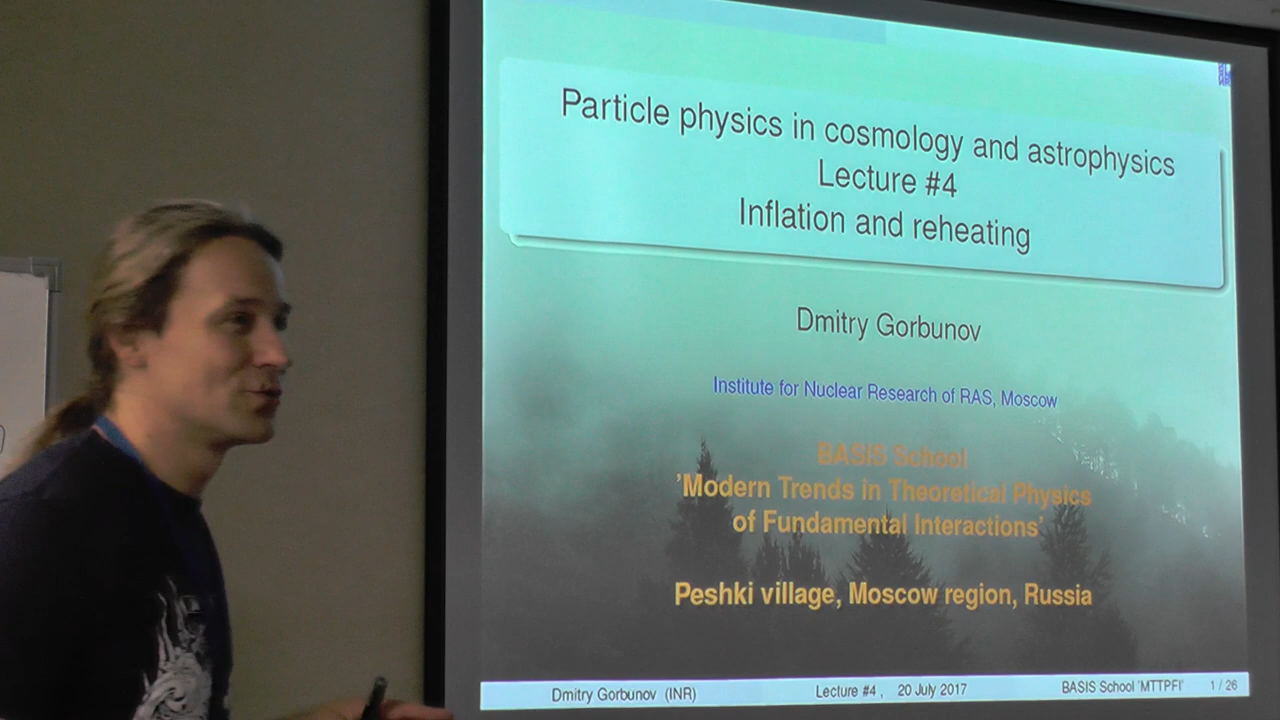 Particle physics in cosmology and astrophysics
Lecture #4
Inflation and reheating
Dmitry Gorbunov
Institute for Nuclear Research of RAS, Moscow
BASIS School
'Modern Trends in Theoretical Physics
of Fundamental Interactions'
Peshki village, Moscow region, Russia
Dmitry Gorbunov (INR) Lecture #4 , 20 July 2017 BASIS School 'MTTPFI' 1 / 26